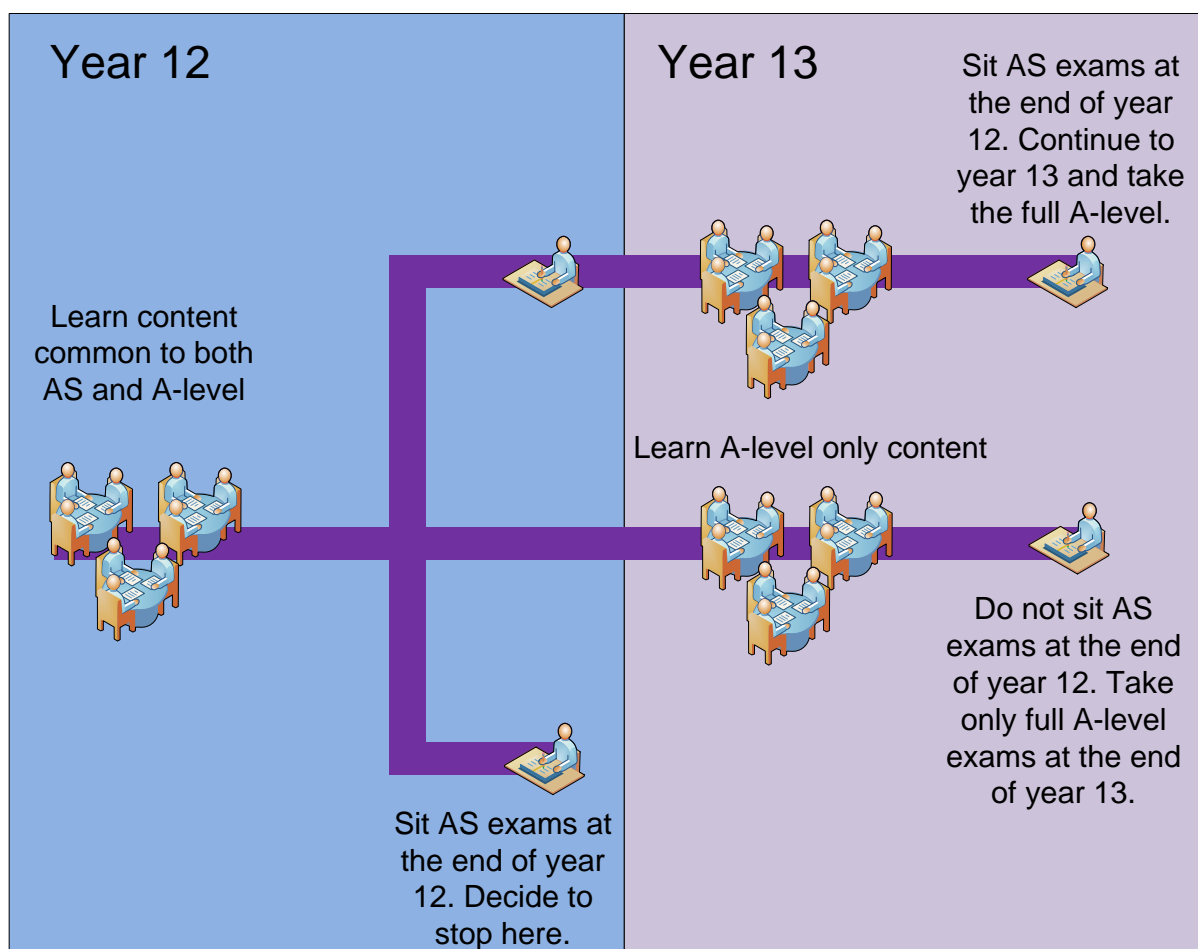 Year 12
Year 13
Sit AS exams at
the end of year
12. Continue to
year 13 and take
the full A-level.
Learn content
common to both
AS and A-level
Learn A-level only content
Do not sit AS
exams at the end
of year 12. Take
only full A-level
exams at the end
of year 13.
Sit AS exams at
the end of year
12. Decide to
stop here.